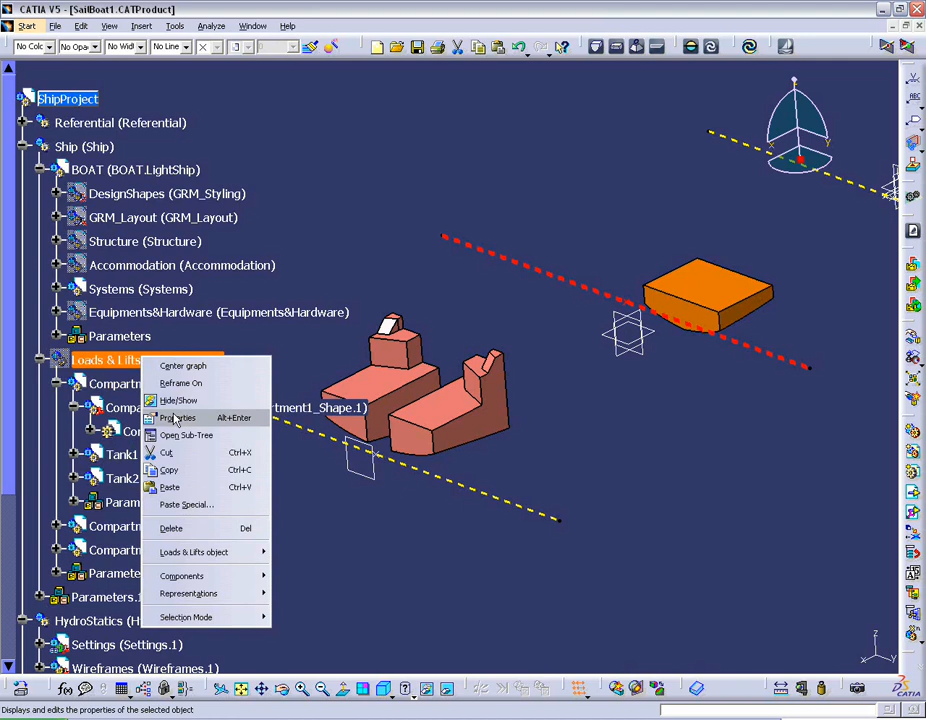 CATIA V5 - [SailBoat1.CATProduct]
Start File Edit View Insert Tools Analyze Window Help
No Col No Opa No Wid No Line
ShipProject
Referential (Referential)
Ship (Ship)
BOAT (BOAT.LightShip)
DesignShapes (GRM_Styling)
GRM_Layout (GRM_Layout)
Structure (Structure)
Accommodation (Accommodation)
Systems (Systems)
Equipments&Hardware (Equipments&Hardware)
Parameters
Loads & Lifts
Compartm
Compa
rtment1_Shape.1)
Co
Tank1
Tank2
Param
Compartm
Compartm
Paramete
Parameters.1
HydroStatics (H
Settings (Settings.1)
Wireframes (Wireframes.1)
Center graph
Reframe On
Hide/Show
Properties Alt+Enter
Open Sub-Tree
Cut Ctrl+X
Copy Ctrl+C
Paste Ctrl+V
Paste Special...
Delete Del
Loads & Lifts object
Components
Representations
Selection Mode
z
x
y
Displays and edits the properties of the selected object